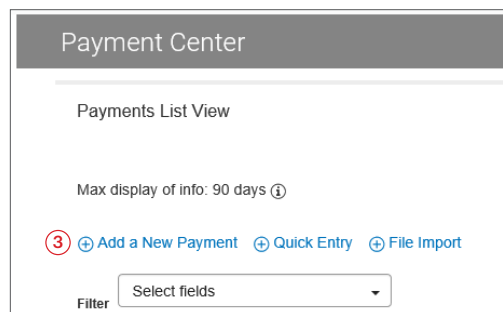 Payment Center
Payments List View
Max display of info: 90 days
3 Add a New Payment Quick Entry File Import
Filter Select fields